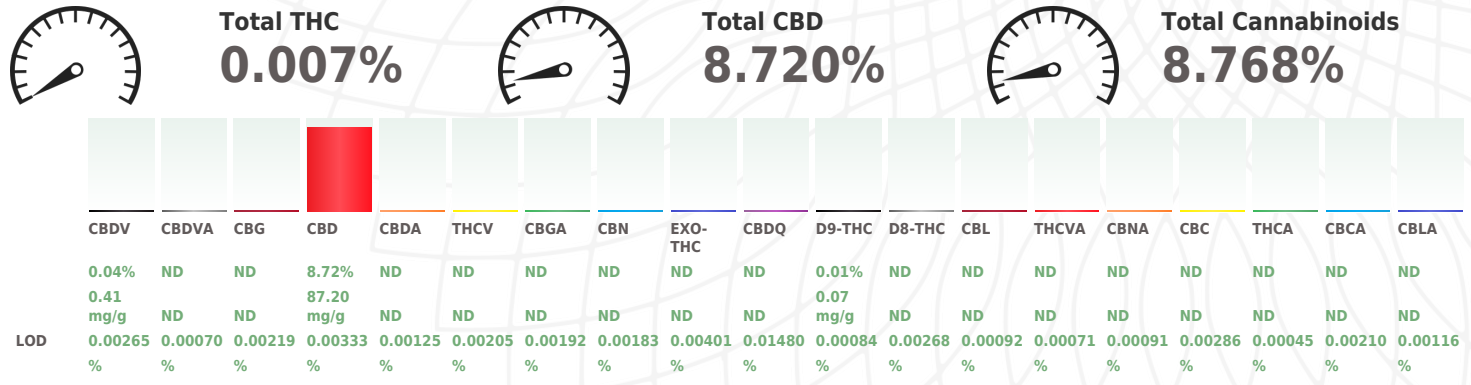 Total THC Total CBD Total Cannabinoids
0.007% 8.720% 8.768%
CBDV CBDVA CBG CBD CBDA THCV CBGA CBN EXO- CBDQ D9-THC D8-THC CBL THCVA CBNA CBC THCA CBCA CBLA
THC
0.04% ND ND 8.72% ND ND ND ND ND ND 0.01% ND ND ND ND ND ND ND ND
0.41 87.20 0.07
mg/g ND ND mg/g ND ND ND ND ND ND mg/g ND ND ND ND ND ND ND ND
LOD 0.00265 0.00070 0.00219 0.00333 0.00125 0.00205 0.00192 0.00183 0.00401 0.01480 0.00084 0.00268 0.00092 0.00071 0.00091 0.00286 0.00045 0.00210 0.00116
% % % % % % % % % % % % % % % % % % %